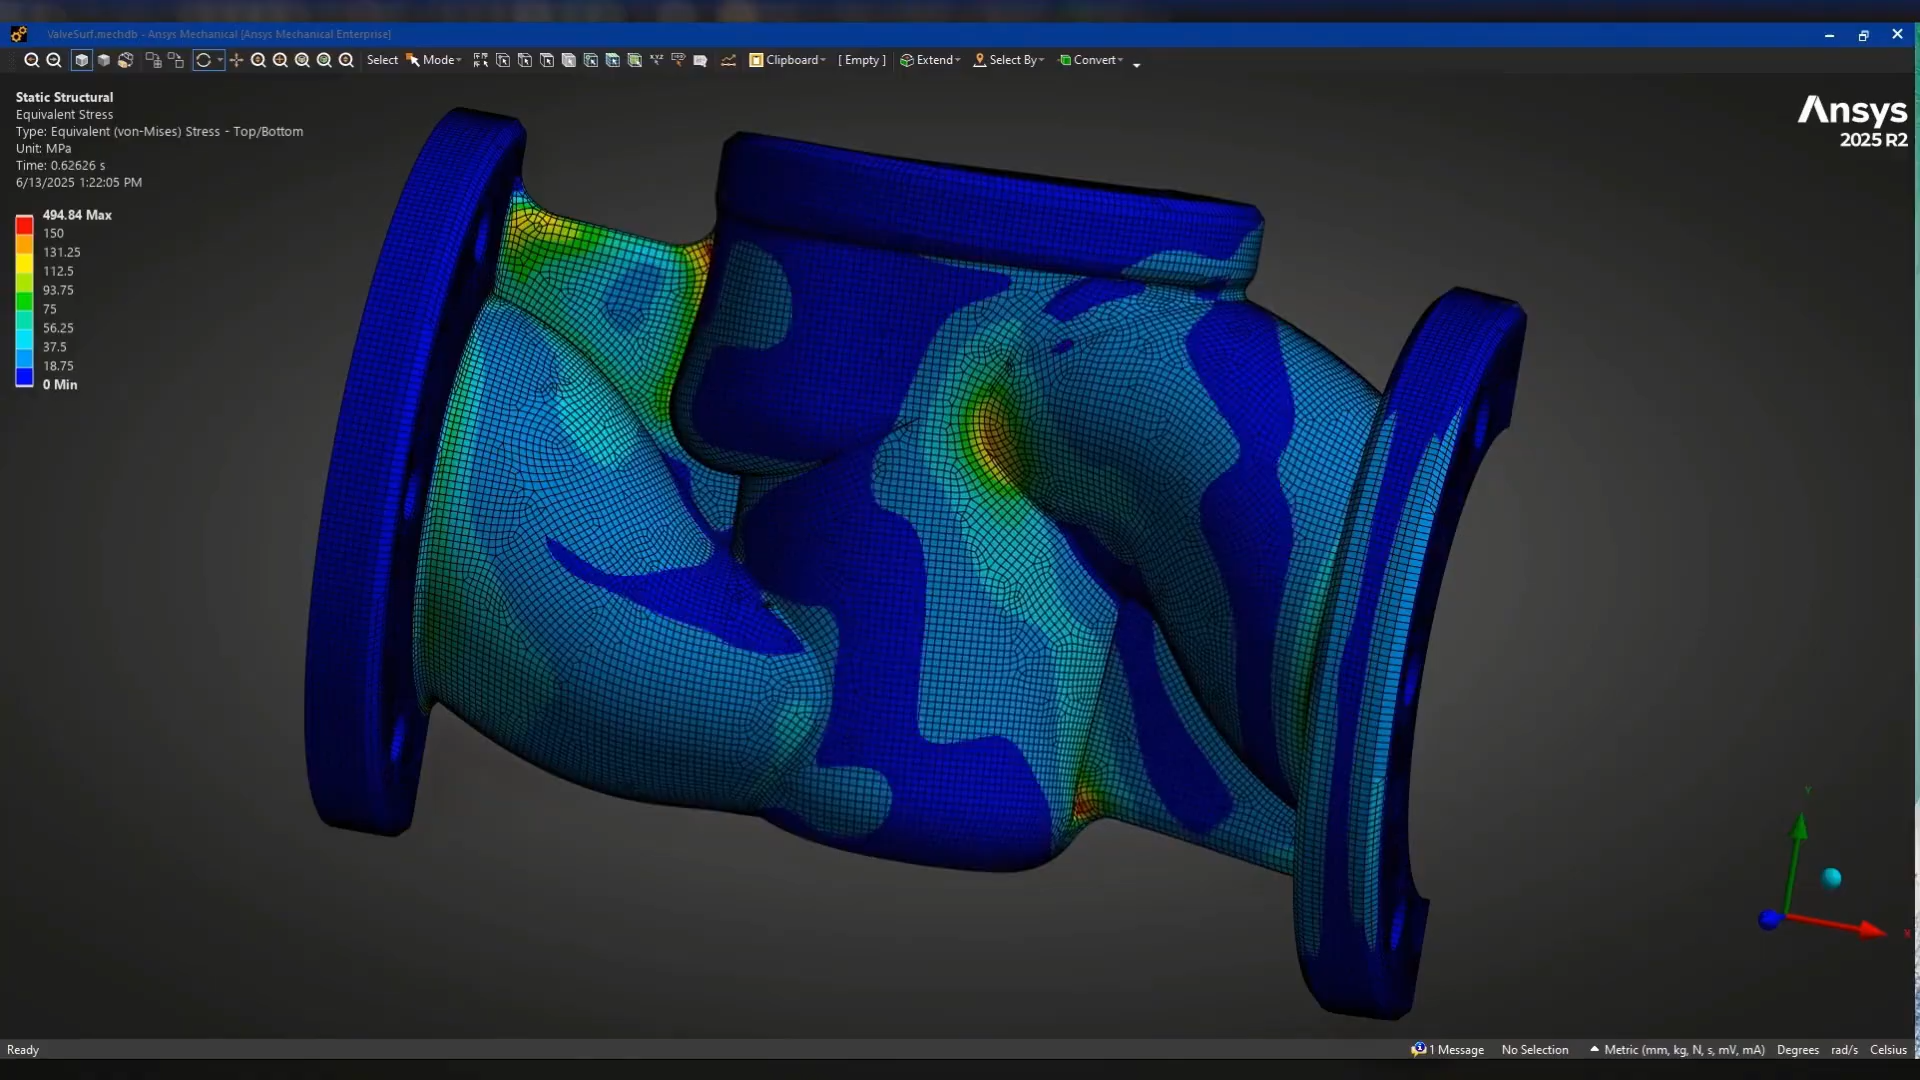 ValveSurf.mechdb - Ansys Mechanical [Ansys Mechanical Enterprise]
Select Mode Clipboard [ Empty ] Extend Select By Convert
Static Structural
Equivalent Stress
Type: Equivalent (von-Mises) Stress - Top/Bottom
Unit: MPa
Time: 0.62626 s
6/13/2025 1:22:05 PM
494.84 Max
150
131.25
112.5
93.75
75
56.25
37.5
18.75
0 Min
Ansys
2025 R2
Y
X
Ready 1 Message No Selection Metric (mm, kg, N, s, mV, mA) Degrees rad/s Celsius